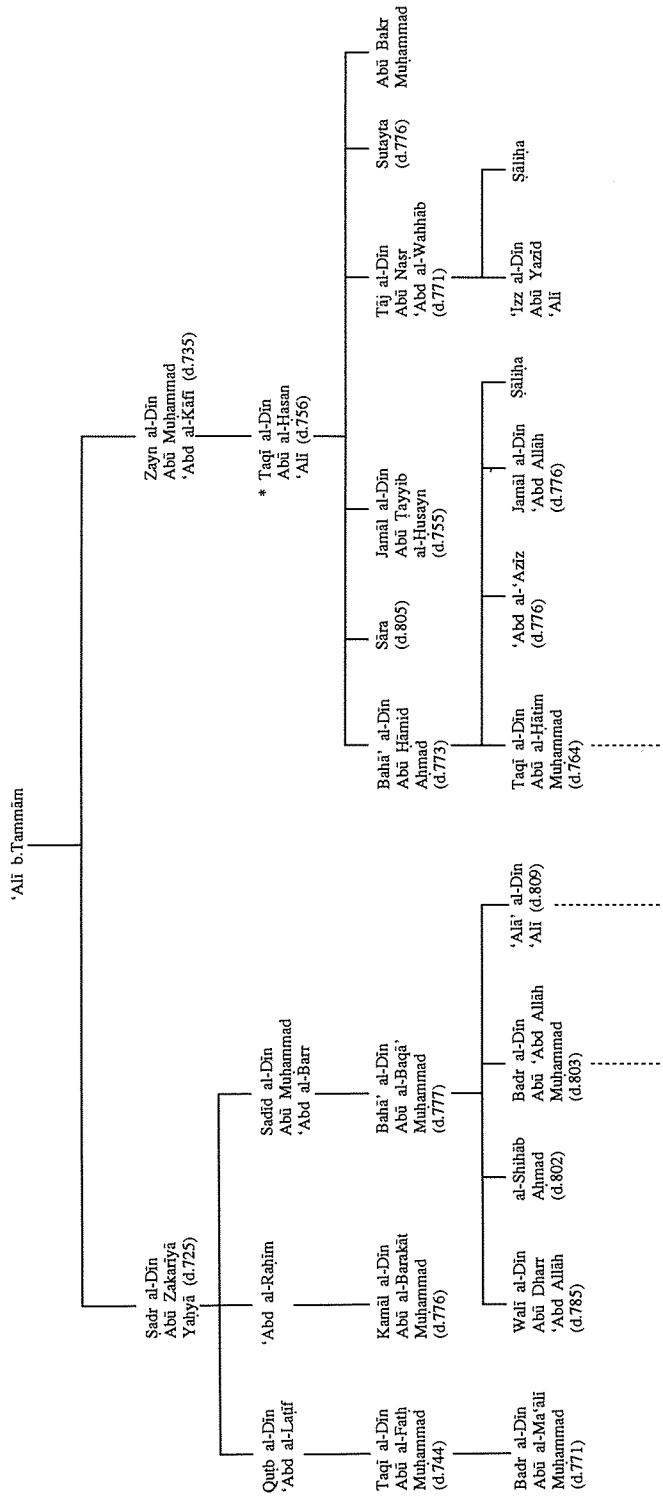 ‘Alī b.Tammām
Ṣadr al-Dīn
Abū Zakarīyā
Yaḥyā (d.725)
Zayn al-Dīn
Abū Muḥammad
‘Abd al-Kāfī (d.735)
Quṭb al-Dīn
‘Abd al-Laṭīf
‘Abd al-Raḥīm
Sadīd al-Dīn
Abū Muḥammad
‘Abd al-Barr
* Taqī al-Dīn
Abū al-Ḥasan
‘Alī (d.756)
Taqī al-Dīn
Abū al-Fatḥ
Muḥammad
(d.744)
Kamāl al-Dīn
Abū al-Barakāt
Muḥammad
(d.776)
Bahā’ al-Dīn
Abū al-Baqā’
Muḥammad
(d.777)
Bahā’ al-Dīn
Abū Ḥāmid
Aḥmad
(d.773)
Sāra
(d.805)
Jamāl al-Dīn
Abū Ṭayyib
al-Ḥusayn
(d.755)
Tāj al-Dīn
Abū Naṣr
‘Abd al-Wahhāb
(d.771)
Sutayta
(d.776)
Abū Bakr
Muḥammad
Badr al-Dīn
Abū al-Ma‘ālī
Muḥammad
(d.771)
Walī al-Dīn
Abū Dharr
‘Abd Allāh
(d.785)
al-Shihāb
Aḥmad
(d.802)
Badr al-Dīn
Abū ‘Abd Allāh
Muḥammad
(d.803)
‘Alā’ al-Dīn
‘Alī (d.809)
Taqī al-Dīn
Abū al-Ḥātim
Muḥammad
(d.764)
‘Abd al-‘Azīz
(d.776)
Jamāl al-Dīn
‘Abd Allāh
(d.776)
Ṣāliḥa
‘Izz al-Dīn
Abū Yazīd
‘Alī
Ṣāliḥa